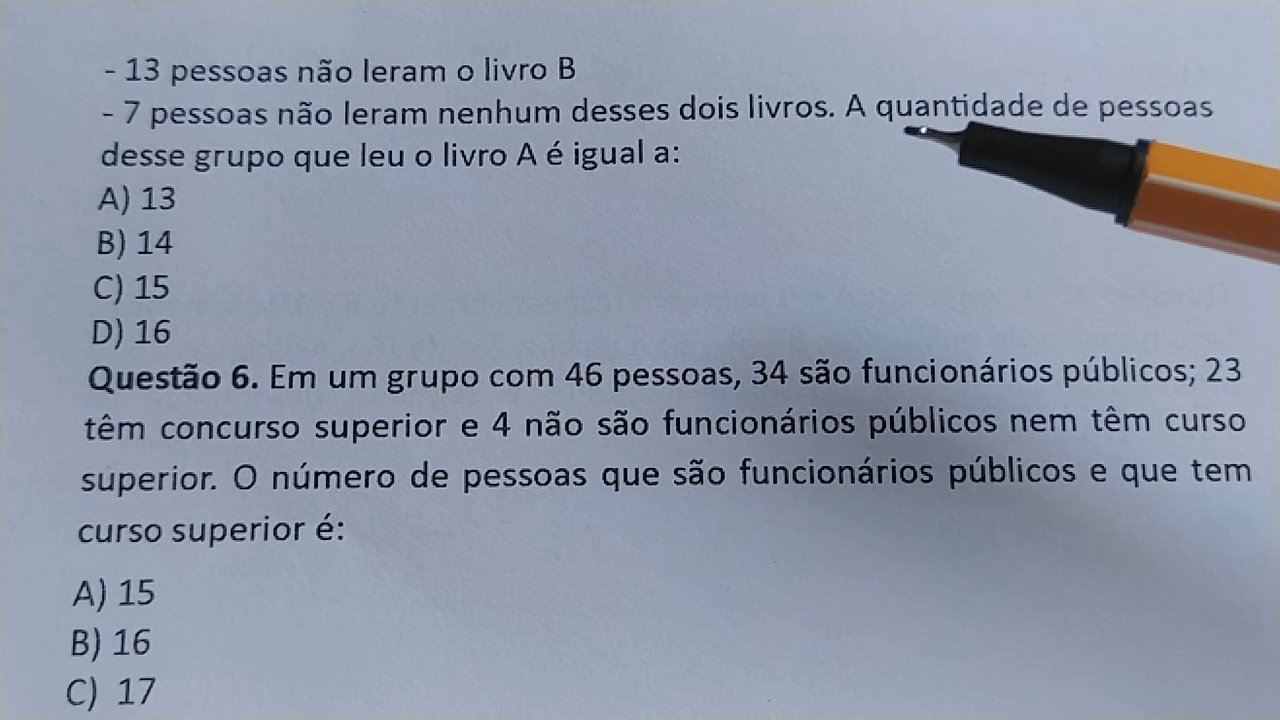 - 13 pessoas não leram o livro B
- 7 pessoas não leram nenhum desses dois livros. A quantidade de pessoas
desse grupo que leu o livro A é igual a:
A) 13
B) 14
C) 15
D) 16
Questão 6. Em um grupo com 46 pessoas, 34 são funcionários públicos; 23
têm concurso superior e 4 não são funcionários públicos nem têm curso
superior. O número de pessoas que são funcionários públicos e que tem
curso superior é:
A) 15
B) 16
C) 17